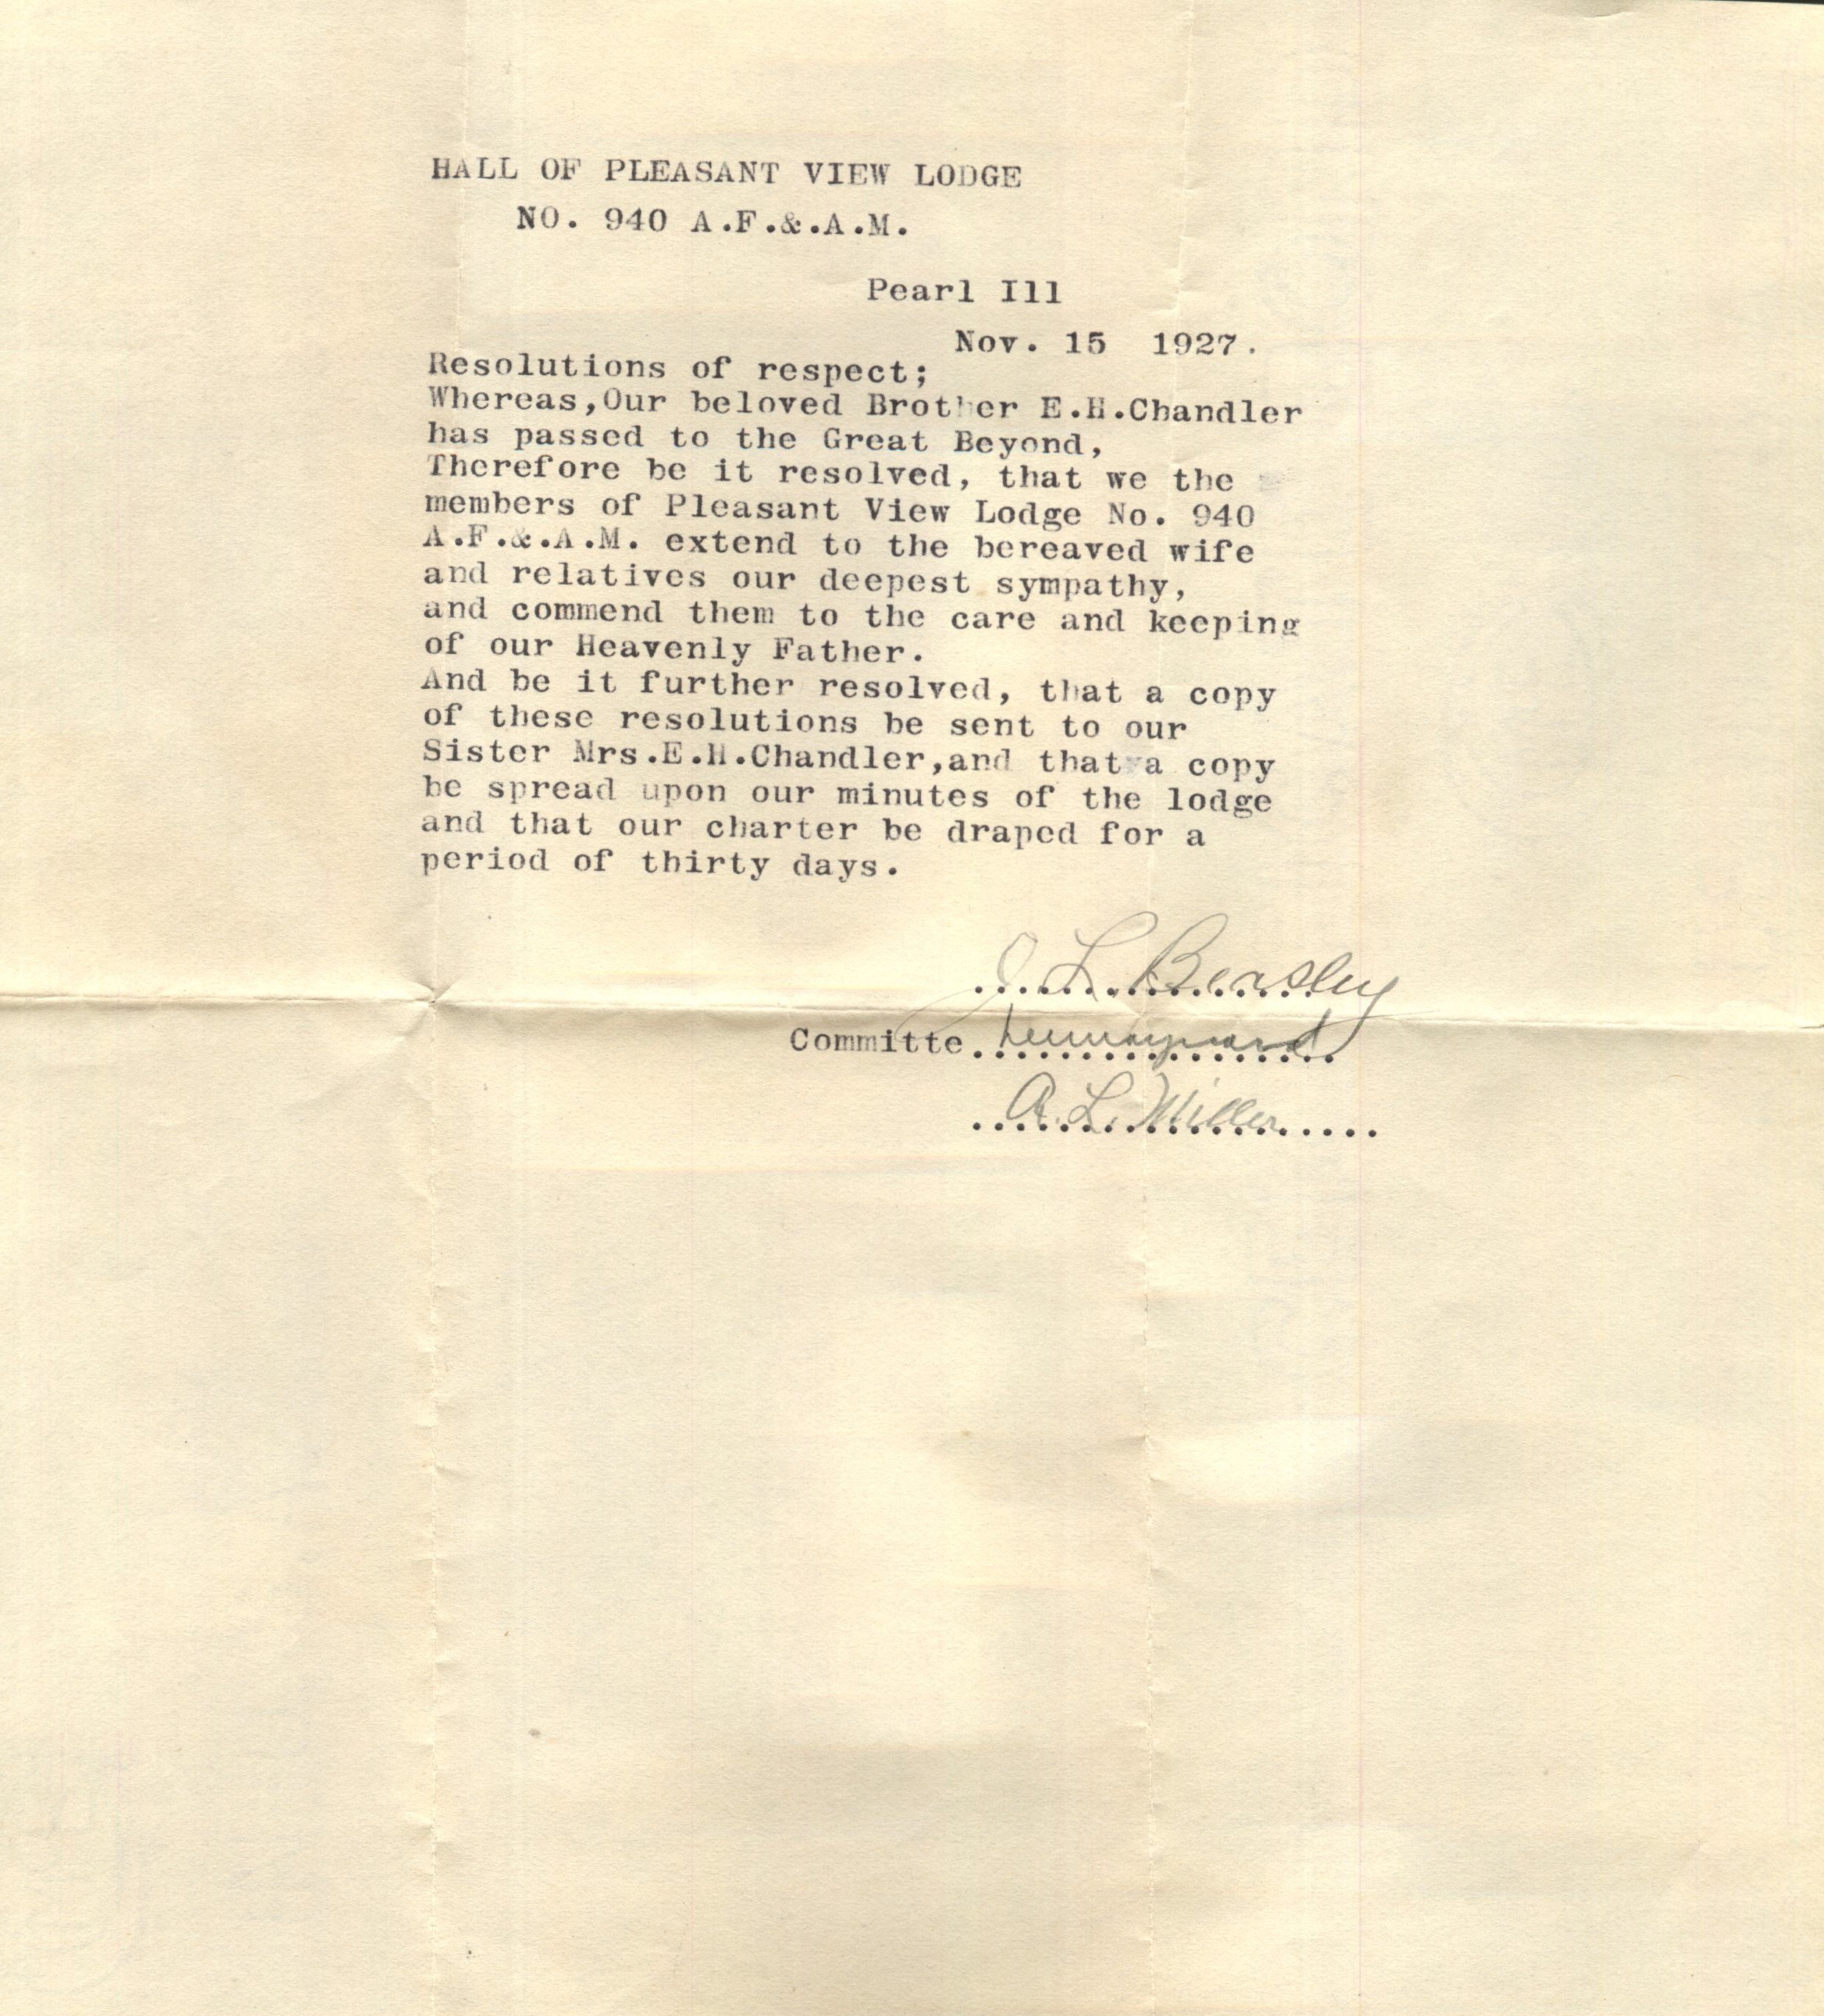 HALL OF PLEASANT VIEW LODGE
NO. 940 A.F.&.A.M.
Pearl Ill
Nov. 15 1927.
Resolutions of respect;
Whereas,Our beloved Brother E.H.Chandler
has passed to the Great Beyond,
Therefore be it resolved, that we the
members of Pleasant View Lodge No. 940
A.F.&.A.M. extend to the bereaved wife
and relatives our deepest sympathy,
and commend them to the care and keeping
of our Heavenly Father.
And be it further resolved, that a copy
of these resolutions be sent to our
Sister Mrs.E.H.Chandler,and that a copy
be spread upon our minutes of the lodge
and that our charter be draped for a
period of thirty days.
J. L. Beasley
Committe
A. L. Miller